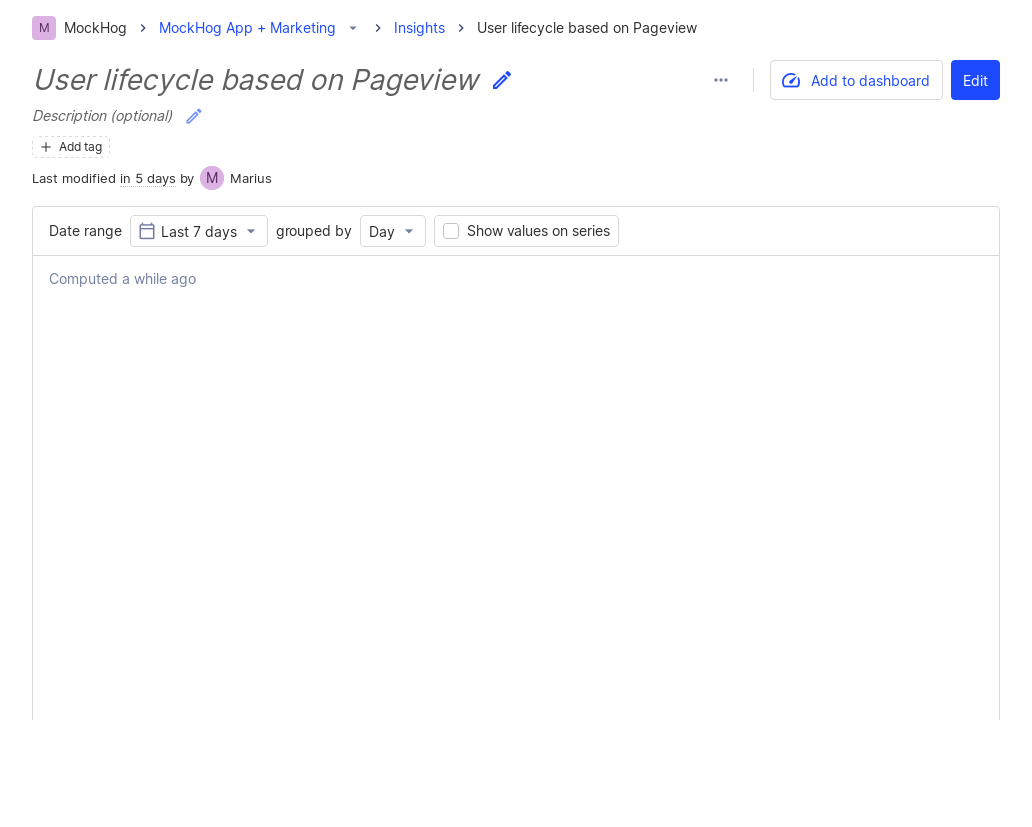 M MockHog MockHog App + Marketing Insights User lifecycle based on Pageview
User lifecycle based on Pageview
Add to dashboard Edit
Description (optional)
Add tag
Last modified in 5 days by M Marius
Date range Last 7 days grouped by Day Show values on series
Computed a while ago